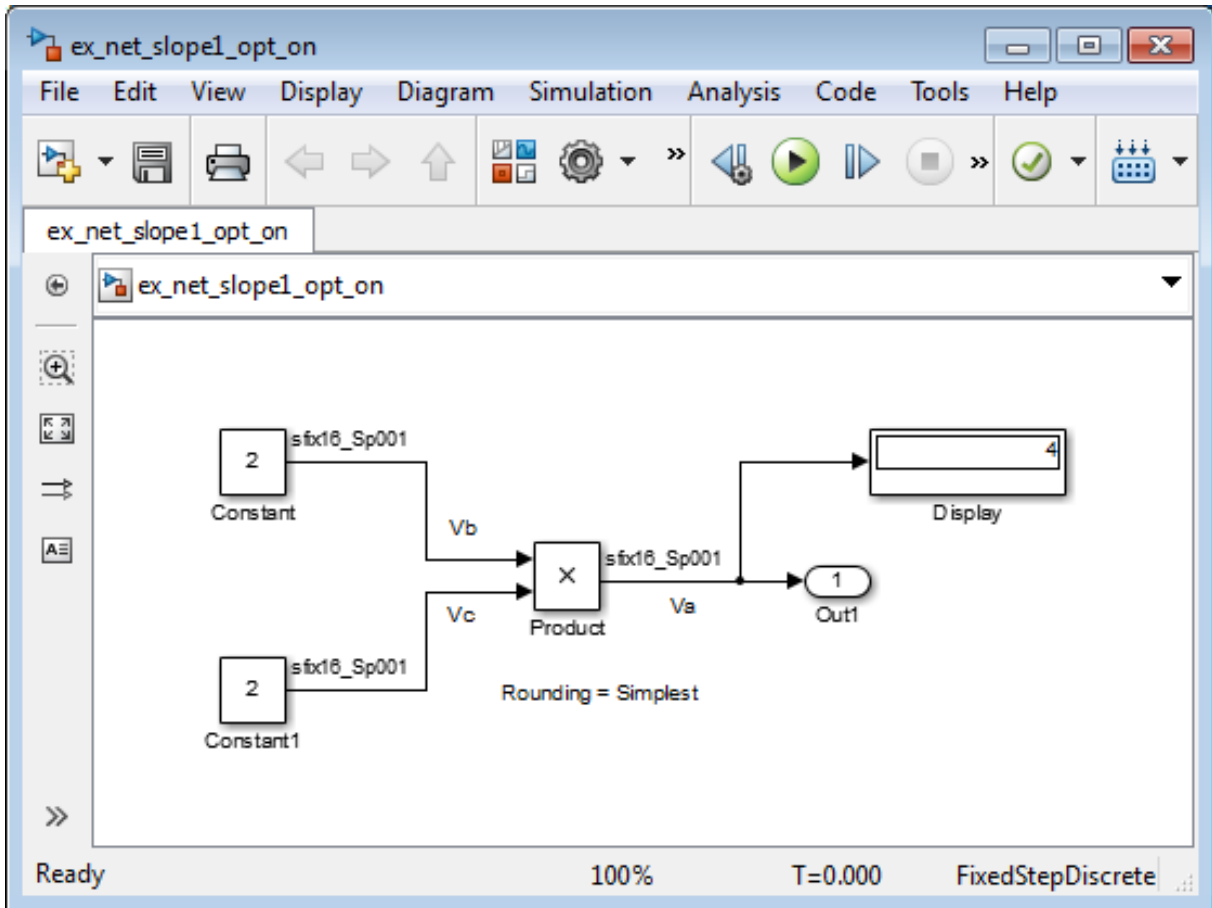 ex_net_slope1_opt_on
File Edit View Display Diagram Simulation Analysis Code Tools Help
ex_net_slope1_opt_on
ex_net_slope1_opt_on
2
sfix16_Sp001
Constant
Vb
4
Display
×
sfix16_Sp001
Product
Va
1
Out1
Vc
2
sfix16_Sp001
Constant1
Rounding = Simplest
Ready 100% T=0.000 FixedStepDiscrete